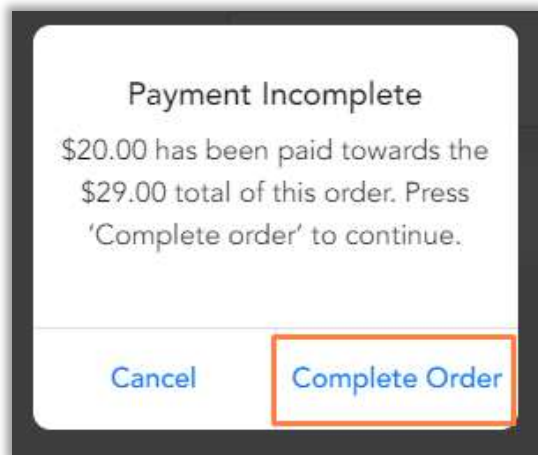 Payment Incomplete
$20.00 has been paid towards the
$29.00 total of this order. Press
‘Complete order’ to continue.
Cancel
Complete Order